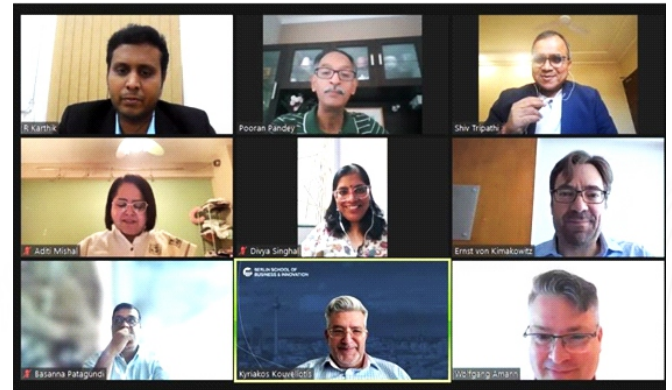 R Karthik
Pooran Pandey
Shiv Tripathi
Aditi Mishal
Divya Singhal
Ernst von Kimakowitz
Basanna Patagundi
BERLIN SCHOOL OF
BUSINESS & INNOVATION
Kyriakos Kouveliotis
Wolfgang Amann